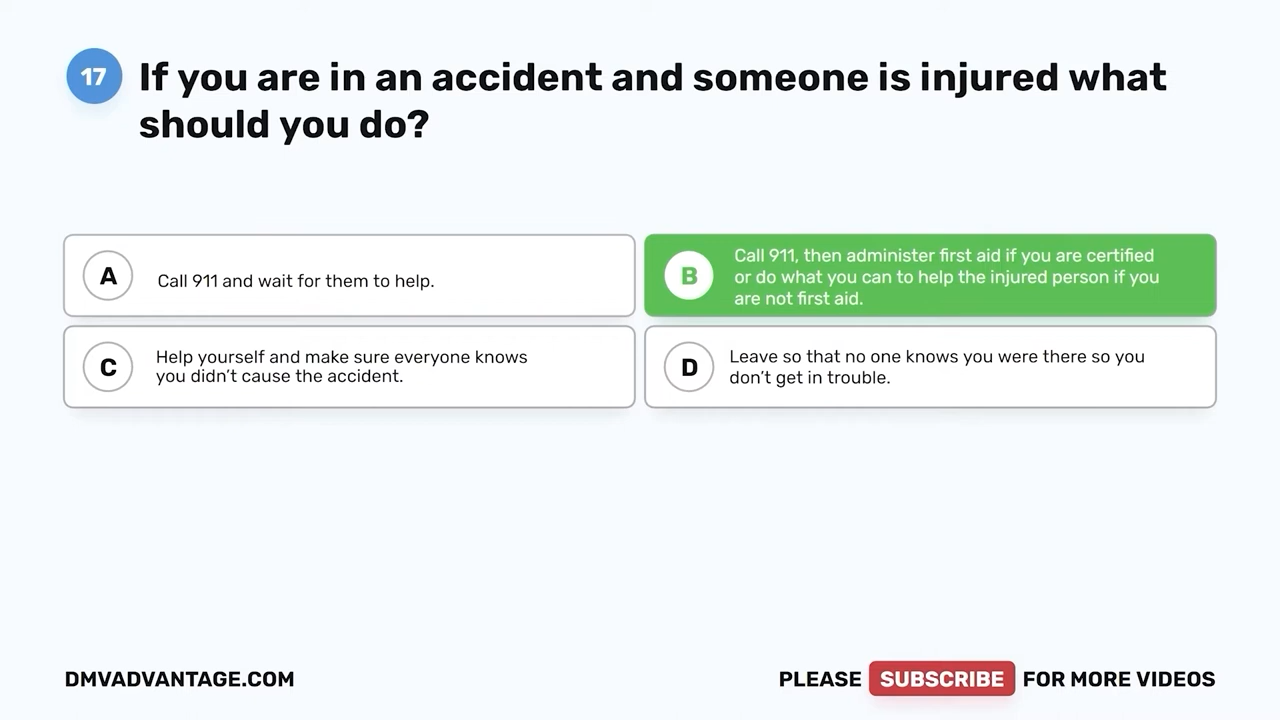 17
If you are in an accident and someone is injured what
should you do?
A
Call 911 and wait for them to help.
B
Call 911, then administer first aid if you are certified
or do what you can to help the injured person if you
are not first aid.
C
Help yourself and make sure everyone knows
you didn’t cause the accident.
D
Leave so that no one knows you were there so you
don’t get in trouble.
DMVADVANTAGE.COM
PLEASE SUBSCRIBE FOR MORE VIDEOS